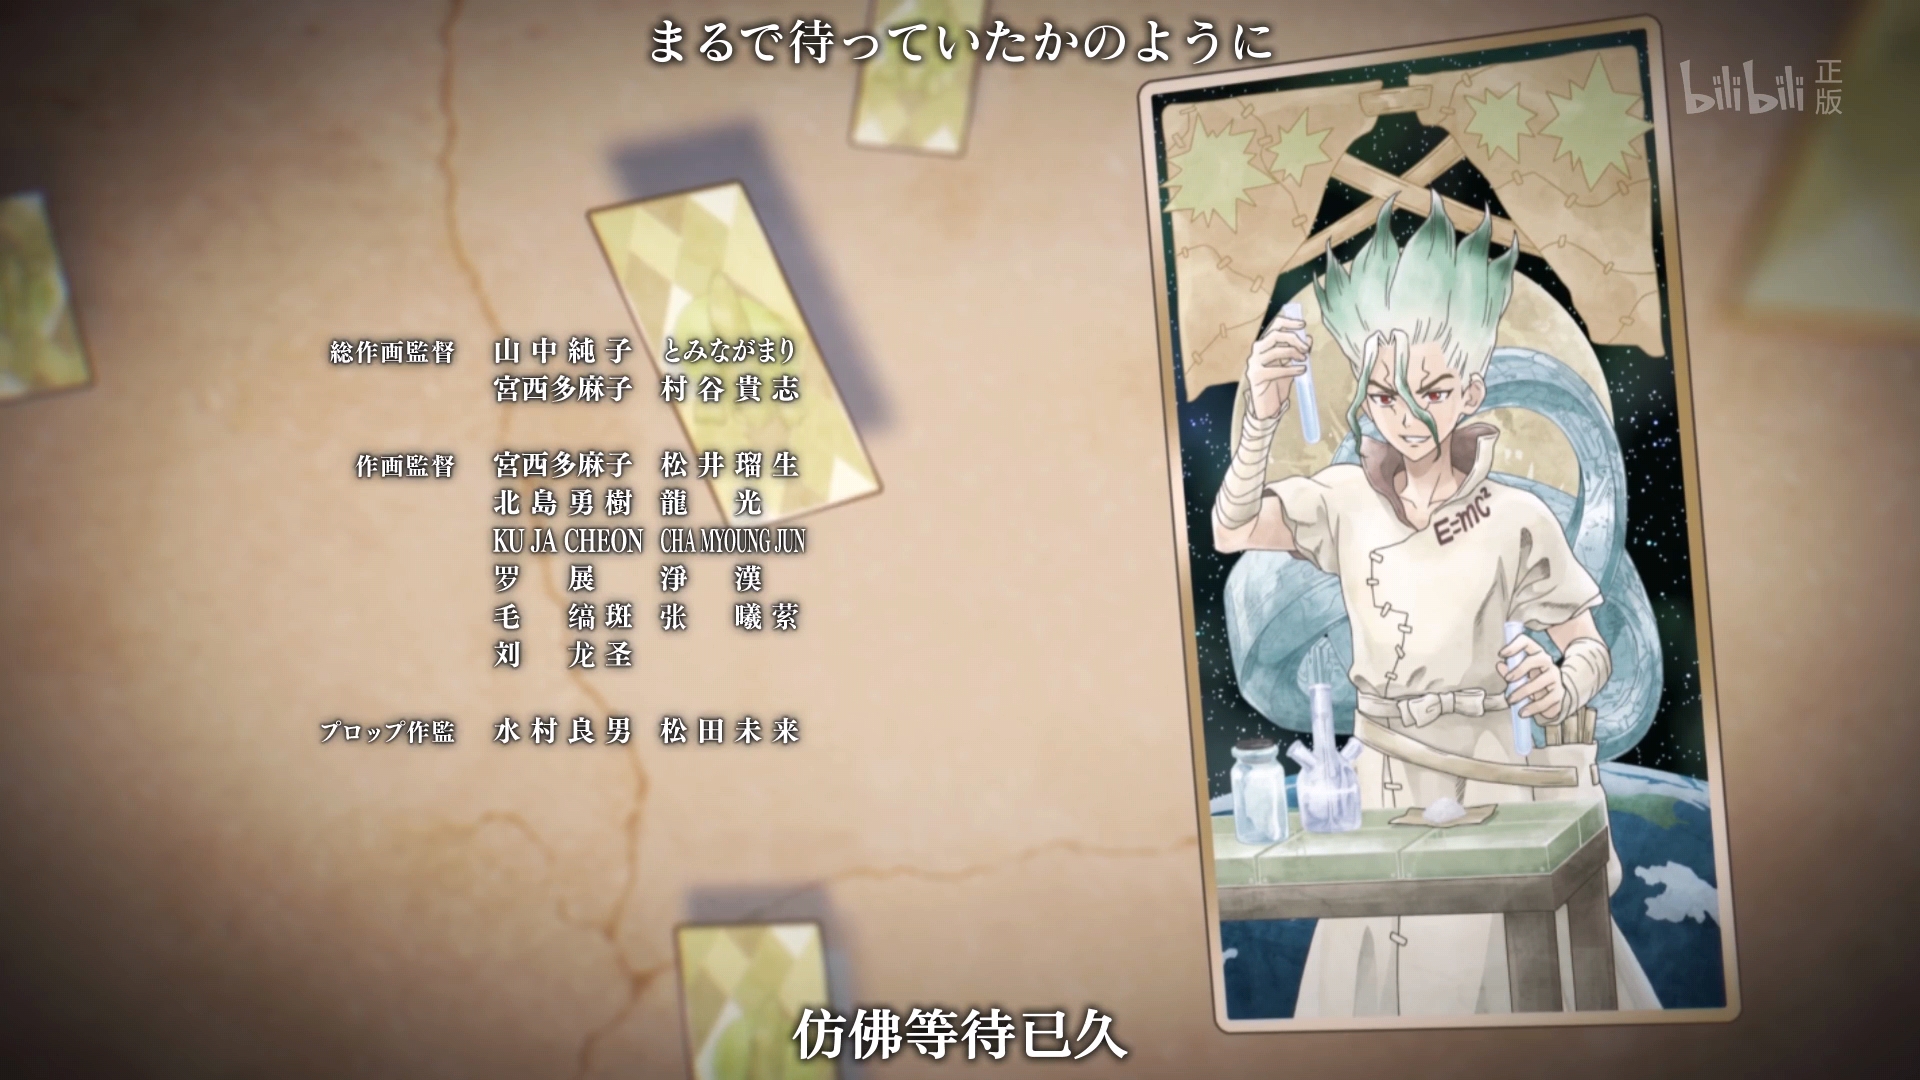 まるで待っていたかのように
bilibili 正版
総作画監督 山中純子 とみながまり
宮西多麻子 村谷貴志
作画監督 宮西多麻子 松井瑠生
北島勇樹 龍光
KU JA CHEON CHA MYOUNG JUN
罗展 淨漢
毛缟斑 张曦萦
刘龙圣
プロップ作監 水村良男 松田未来
E=mc²
仿佛等待已久